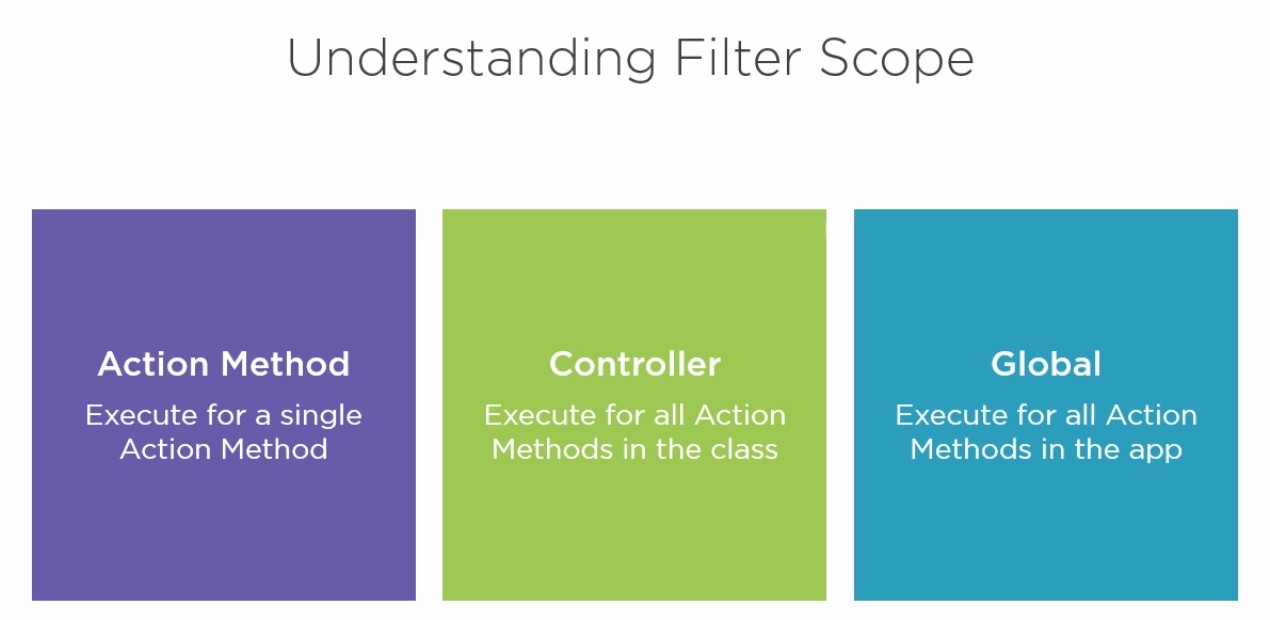 Understanding Filter Scope
Action Method
Execute for a single
Action Method
Controller
Execute for all Action
Methods in the class
Global
Execute for all Action
Methods in the app